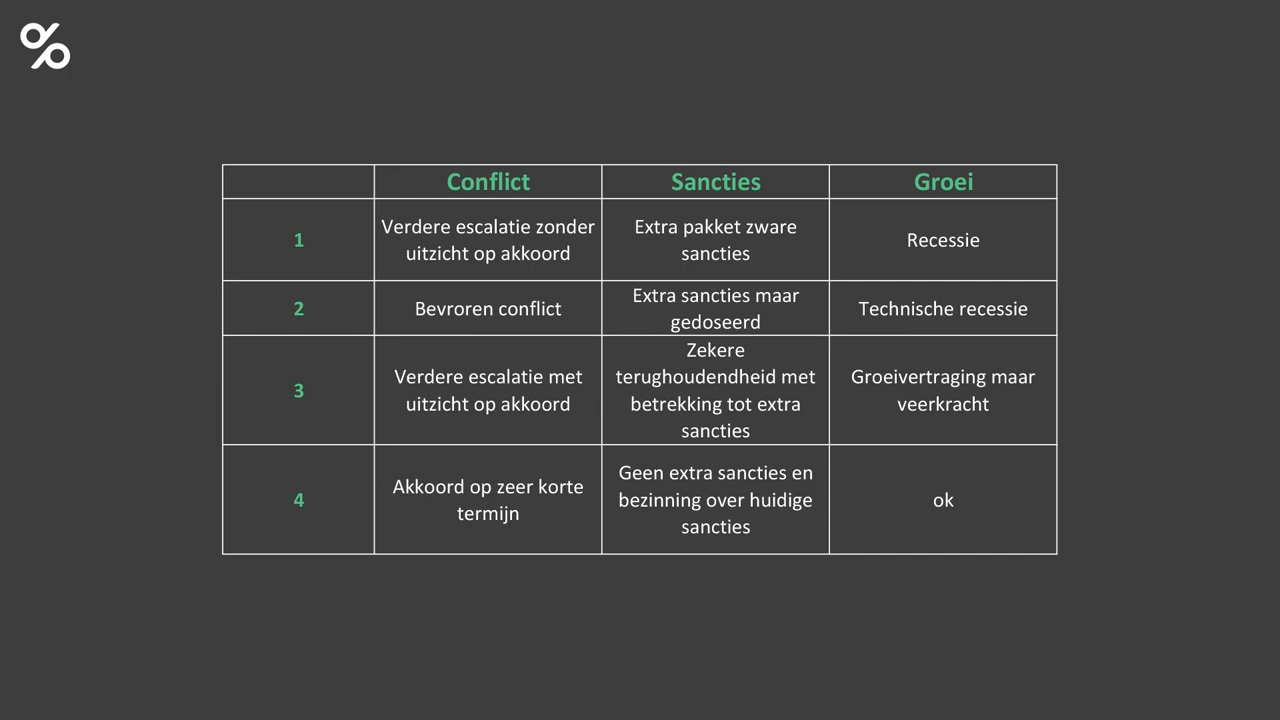 Conflict
Sancties
Groei
1
Verdere escalatie zonder
uitzicht op akkoord
Extra pakket zware
sancties
Recessie
2
Bevroren conflict
Extra sancties maar
gedoseerd
Technische recessie
3
Verdere escalatie met
uitzicht op akkoord
Zekere
terughoudendheid met
betrekking tot extra
sancties
Groeivertraging maar
veerkracht
4
Akkoord op zeer korte
termijn
Geen extra sancties en
bezinning over huidige
sancties
ok